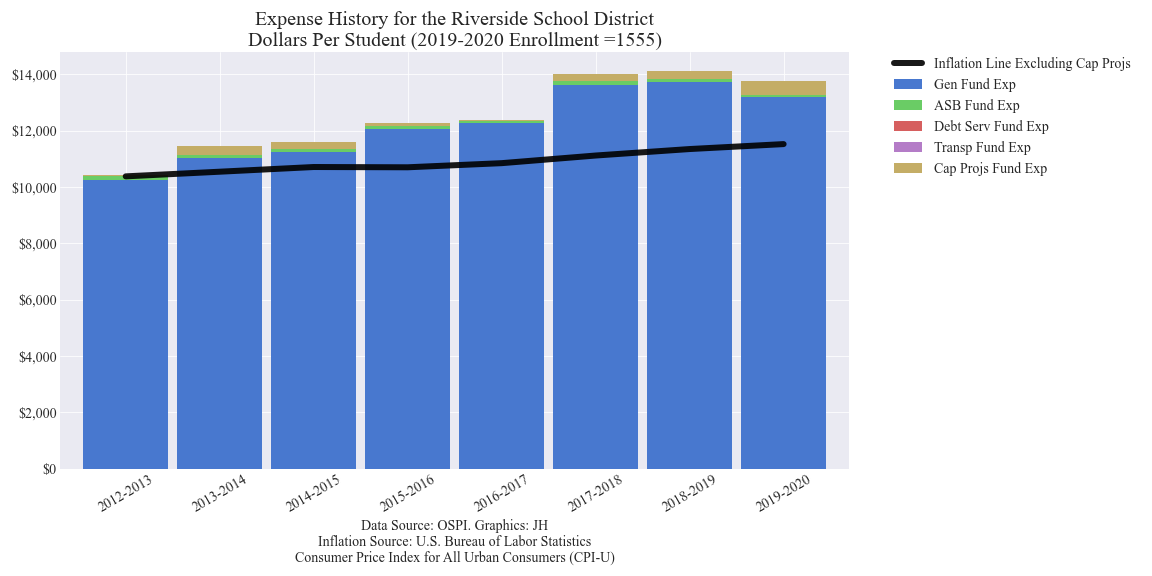 Expense History for the Riverside School District
Dollars Per Student (2019-2020 Enrollment =1555)
$14,000
$12,000
$10,000
$8,000
$6,000
$4,000
$2,000
$0
2012-2013
2013-2014
2014-2015
2015-2016
2016-2017
2017-2018
2018-2019
2019-2020
Inflation Line Excluding Cap Projs
Gen Fund Exp
ASB Fund Exp
Debt Serv Fund Exp
Transp Fund Exp
Cap Projs Fund Exp
Data Source: OSPI. Graphics: JH
Inflation Source: U.S. Bureau of Labor Statistics
Consumer Price Index for All Urban Consumers (CPI-U)